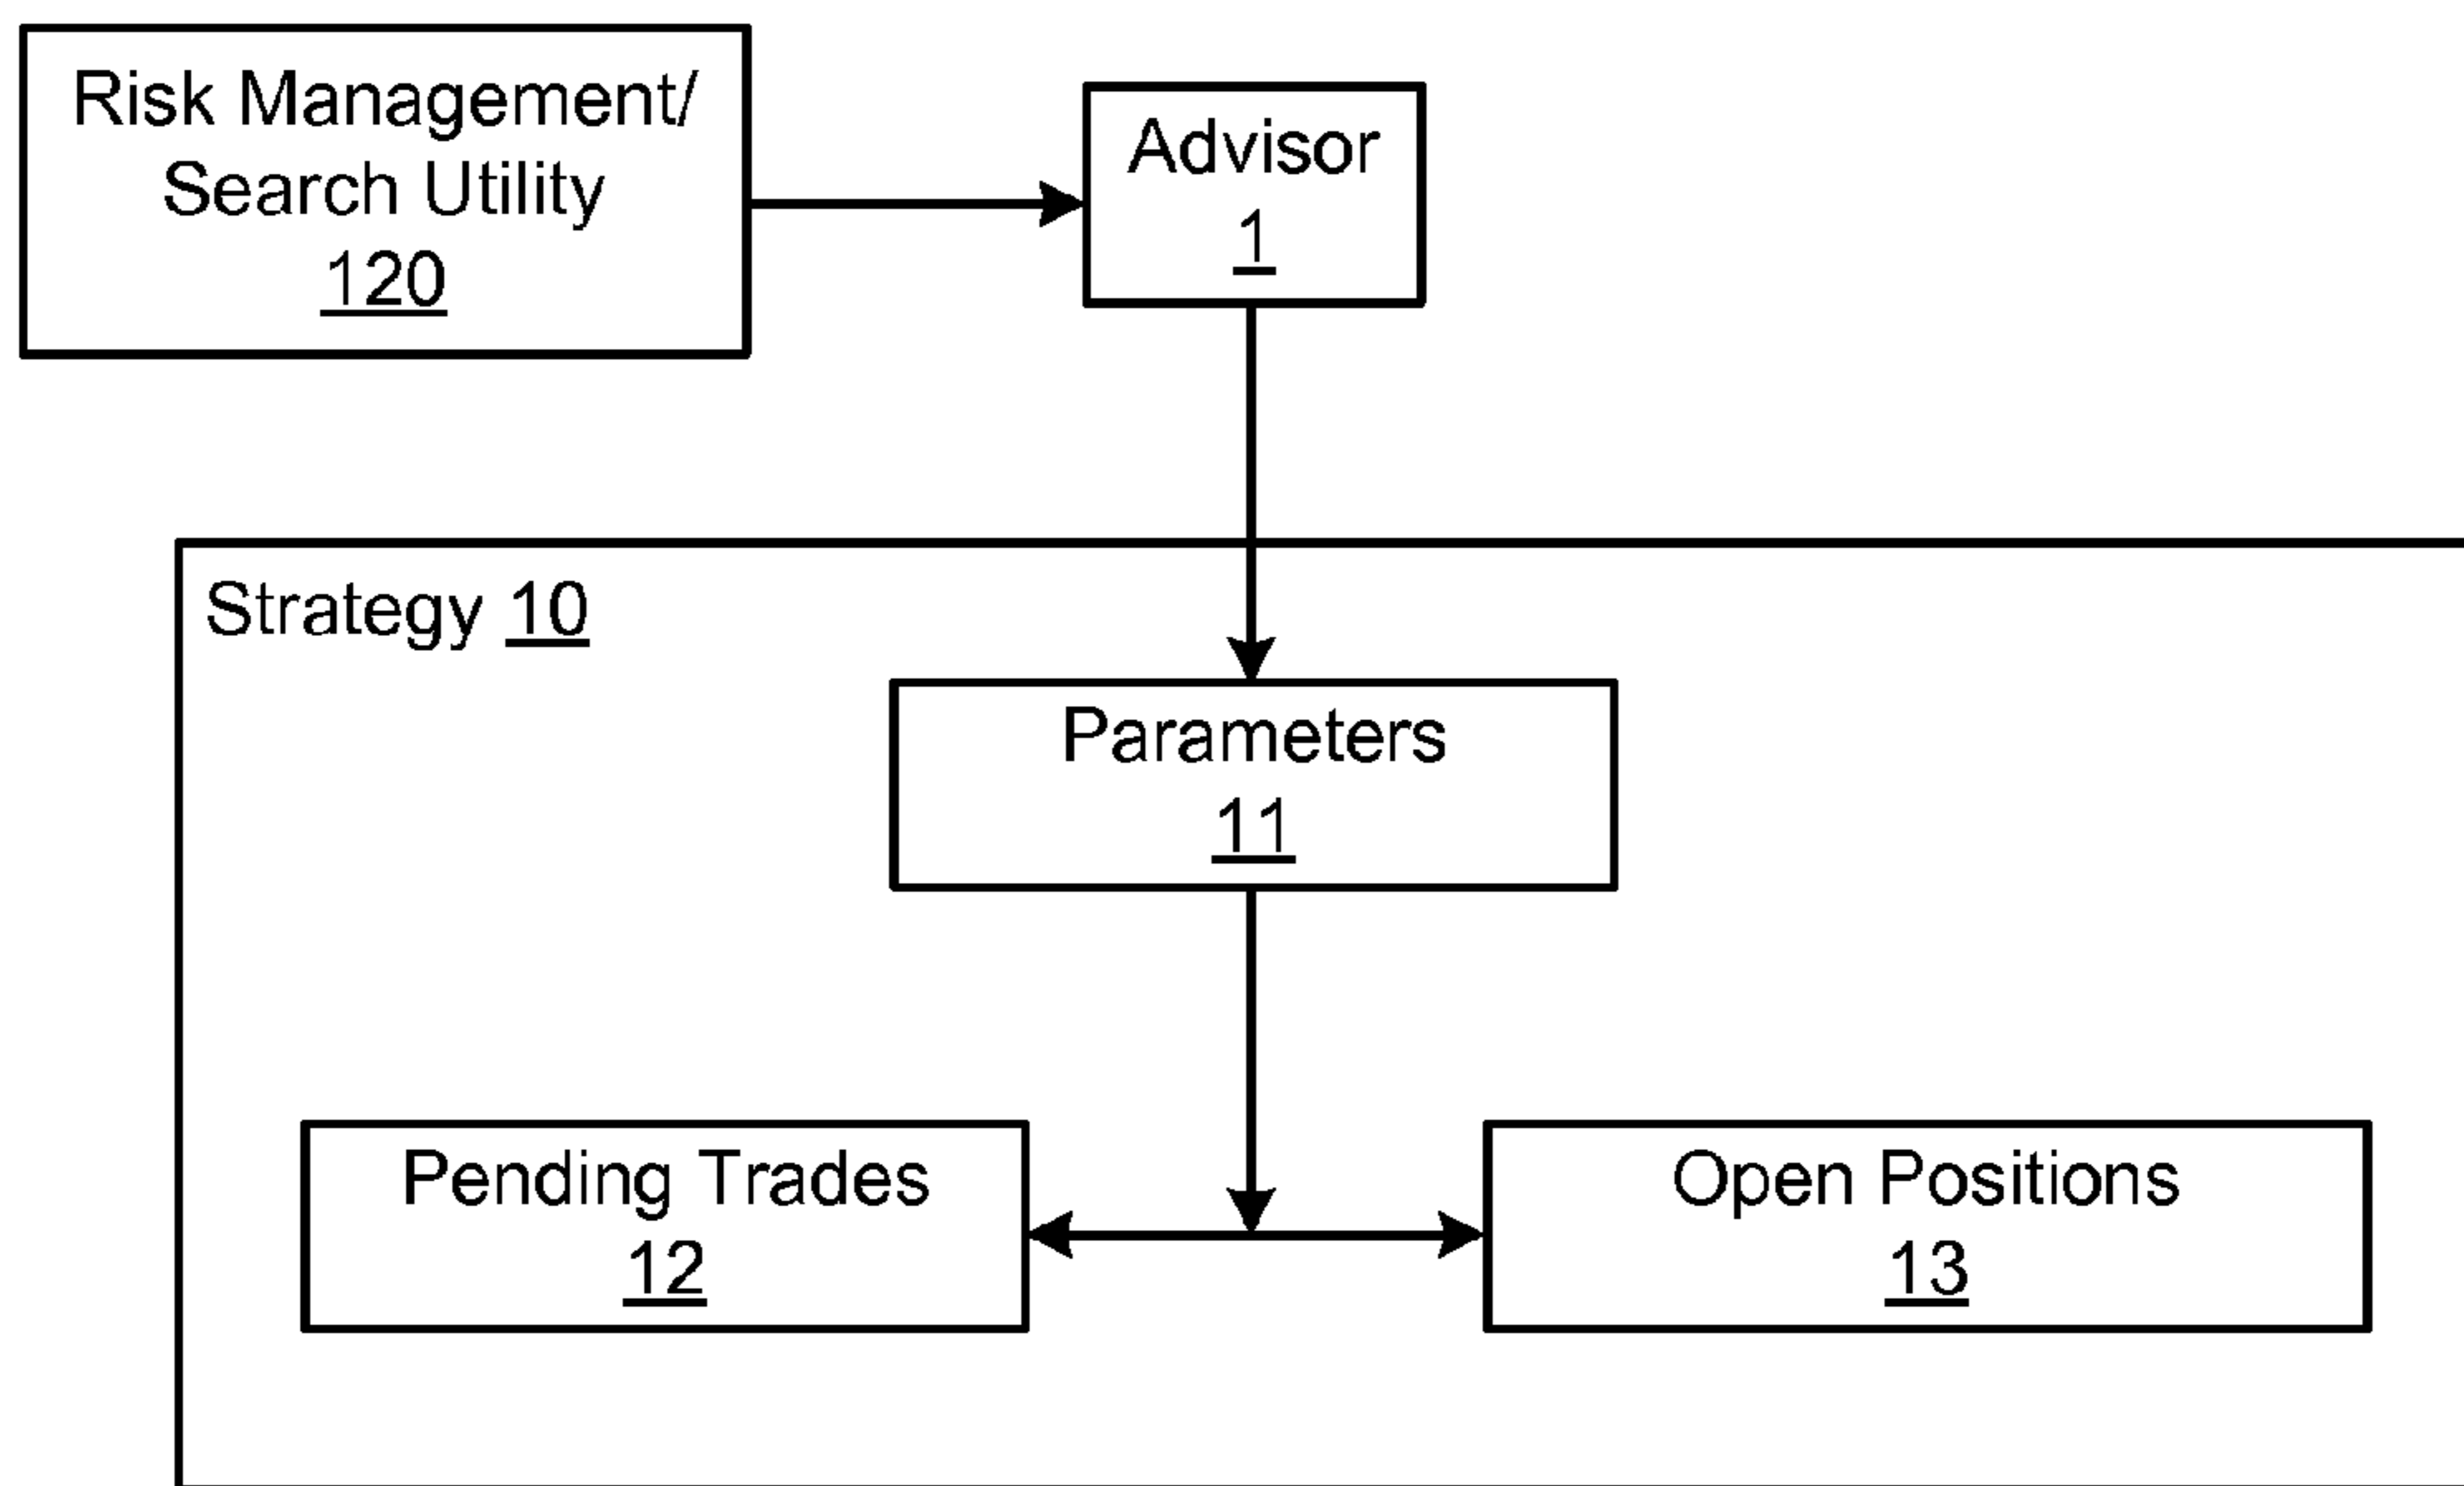 Risk Management/
Search Utility
120
Advisor
1
Strategy 10
Parameters
11
Pending Trades
12
Open Positions
13